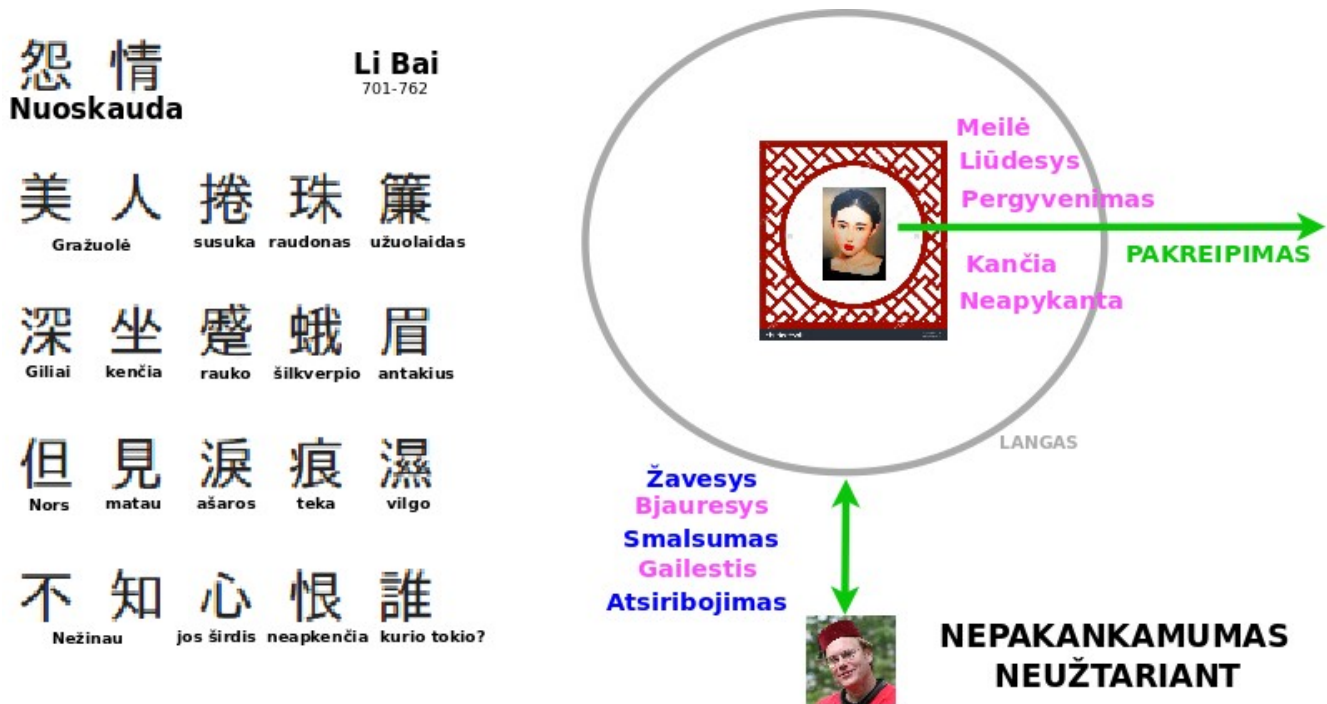 怨 情
Nuoskauda
Li Bai
701-762
美 人 捲 珠 簾
Gražuolė susuka raudonas užuolaidas
深 坐 蹙 蛾 眉
Giliai kenčia rauko šilkverpio antakius
但 見 淚 痕 濕
Nors matau ašaros teka vilgo
不 知 心 恨 誰
Nežinau jos širdis neapkenčia kurio tokio?
Meilė
Liūdesys
Pergyvenimas
PAKREIPIMAS
Kančia
Neapykanta
LANGAS
Žavesys
Bjauresys
Smalsumas
Gailestis
Atsiribojimas
NEPAKANKAMUMAS
NEUŽTARIANT